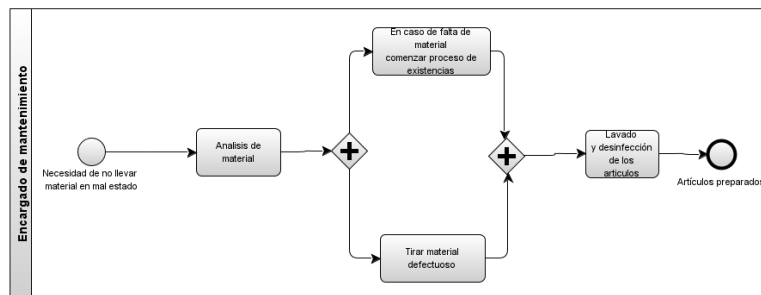 Encargado de mantenimiento
Necesidad de no llevar
material en mal estado
Analisis de
material
En caso de falta de
material
comenzar proceso de
existencias
Tirar material
defectuoso
Lavado
y desinfección
de los
articulos
Artículos preparados